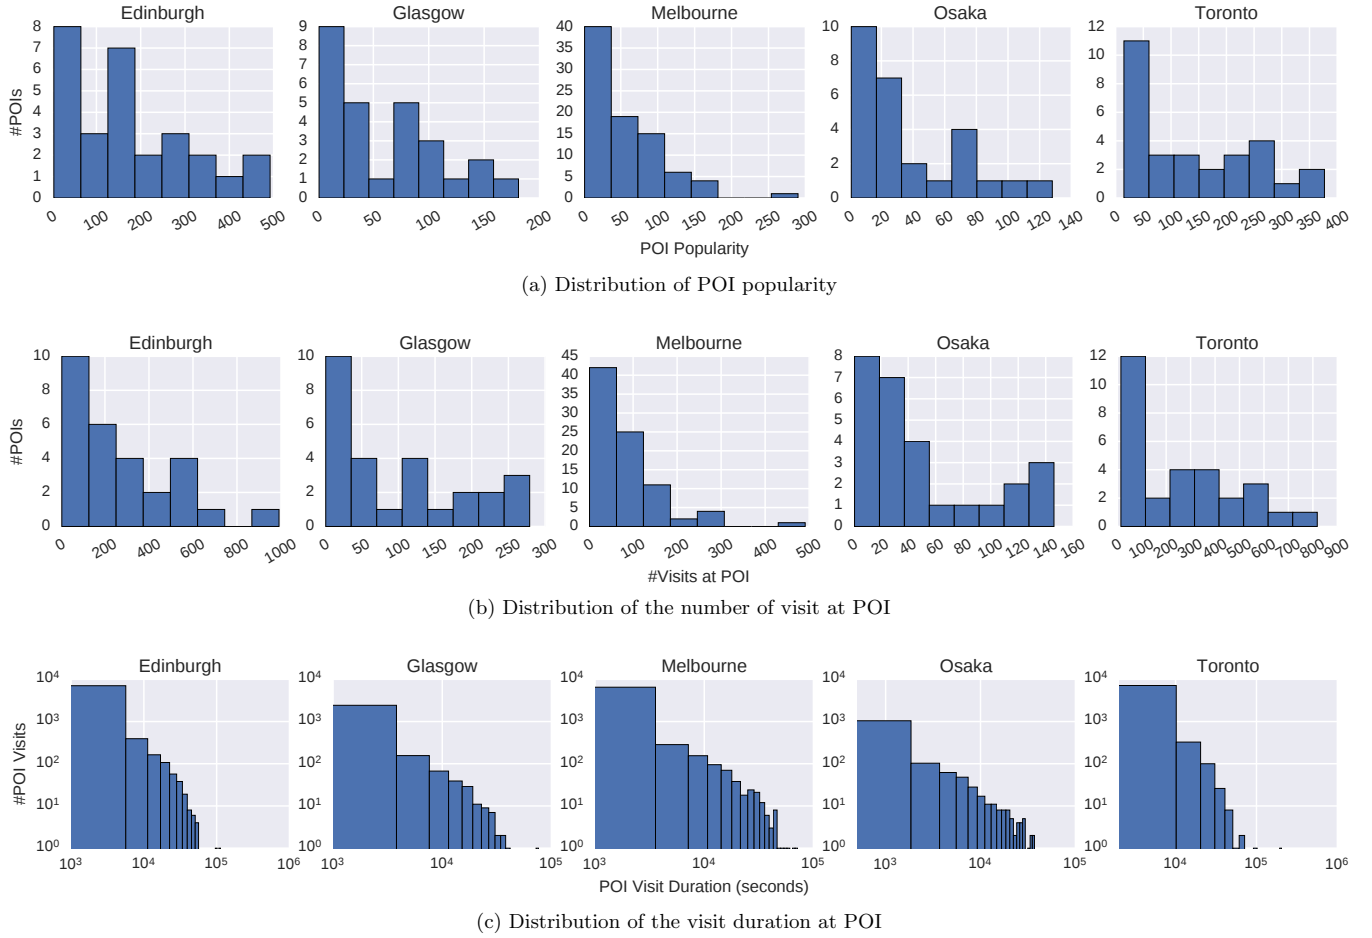 Edinburgh Glasgow Melbourne Osaka Toronto
#POIs
8 7 6 5 4 3 2 1 0
0 100 200 300 400 500
9 8 7 6 5 4 3 2 1 0
0 50 100 150 200
40 35 30 25 20 15 10 5 0
0 50 100 150 200 250 300
10 8 6 4 2 0
0 20 40 60 80 100 120 140
12 10 8 6 4 2 0
0 50 100 150 200 250 300 350 400
POI Popularity
(a) Distribution of POI popularity
Edinburgh Glasgow Melbourne Osaka Toronto
#POIs
10 8 6 4 2 0
0 200 400 600 800 1000
10 8 6 4 2 0
0 50 100 150 200 250 300
45 40 35 30 25 20 15 10 5 0
0 100 200 300 400 500
8 7 6 5 4 3 2 1 0
0 20 40 60 80 100 120 140 160
12 10 8 6 4 2 0
0 100 200 300 400 500 600 700 800 900
#Visits at POI
(b) Distribution of the number of visit at POI
Edinburgh Glasgow Melbourne Osaka Toronto
#POI Visits
10⁴ 10³ 10² 10¹ 10⁰
10³ 10⁴ 10⁵ 10⁶
10⁴ 10³ 10² 10¹ 10⁰
10³ 10⁴ 10⁵
10⁴ 10³ 10² 10¹ 10⁰
10³ 10⁴ 10⁵
10⁴ 10³ 10² 10¹ 10⁰
10³ 10⁴ 10⁵
10⁴ 10³ 10² 10¹ 10⁰
10⁴ 10⁵ 10⁶
POI Visit Duration (seconds)
(c) Distribution of the visit duration at POI